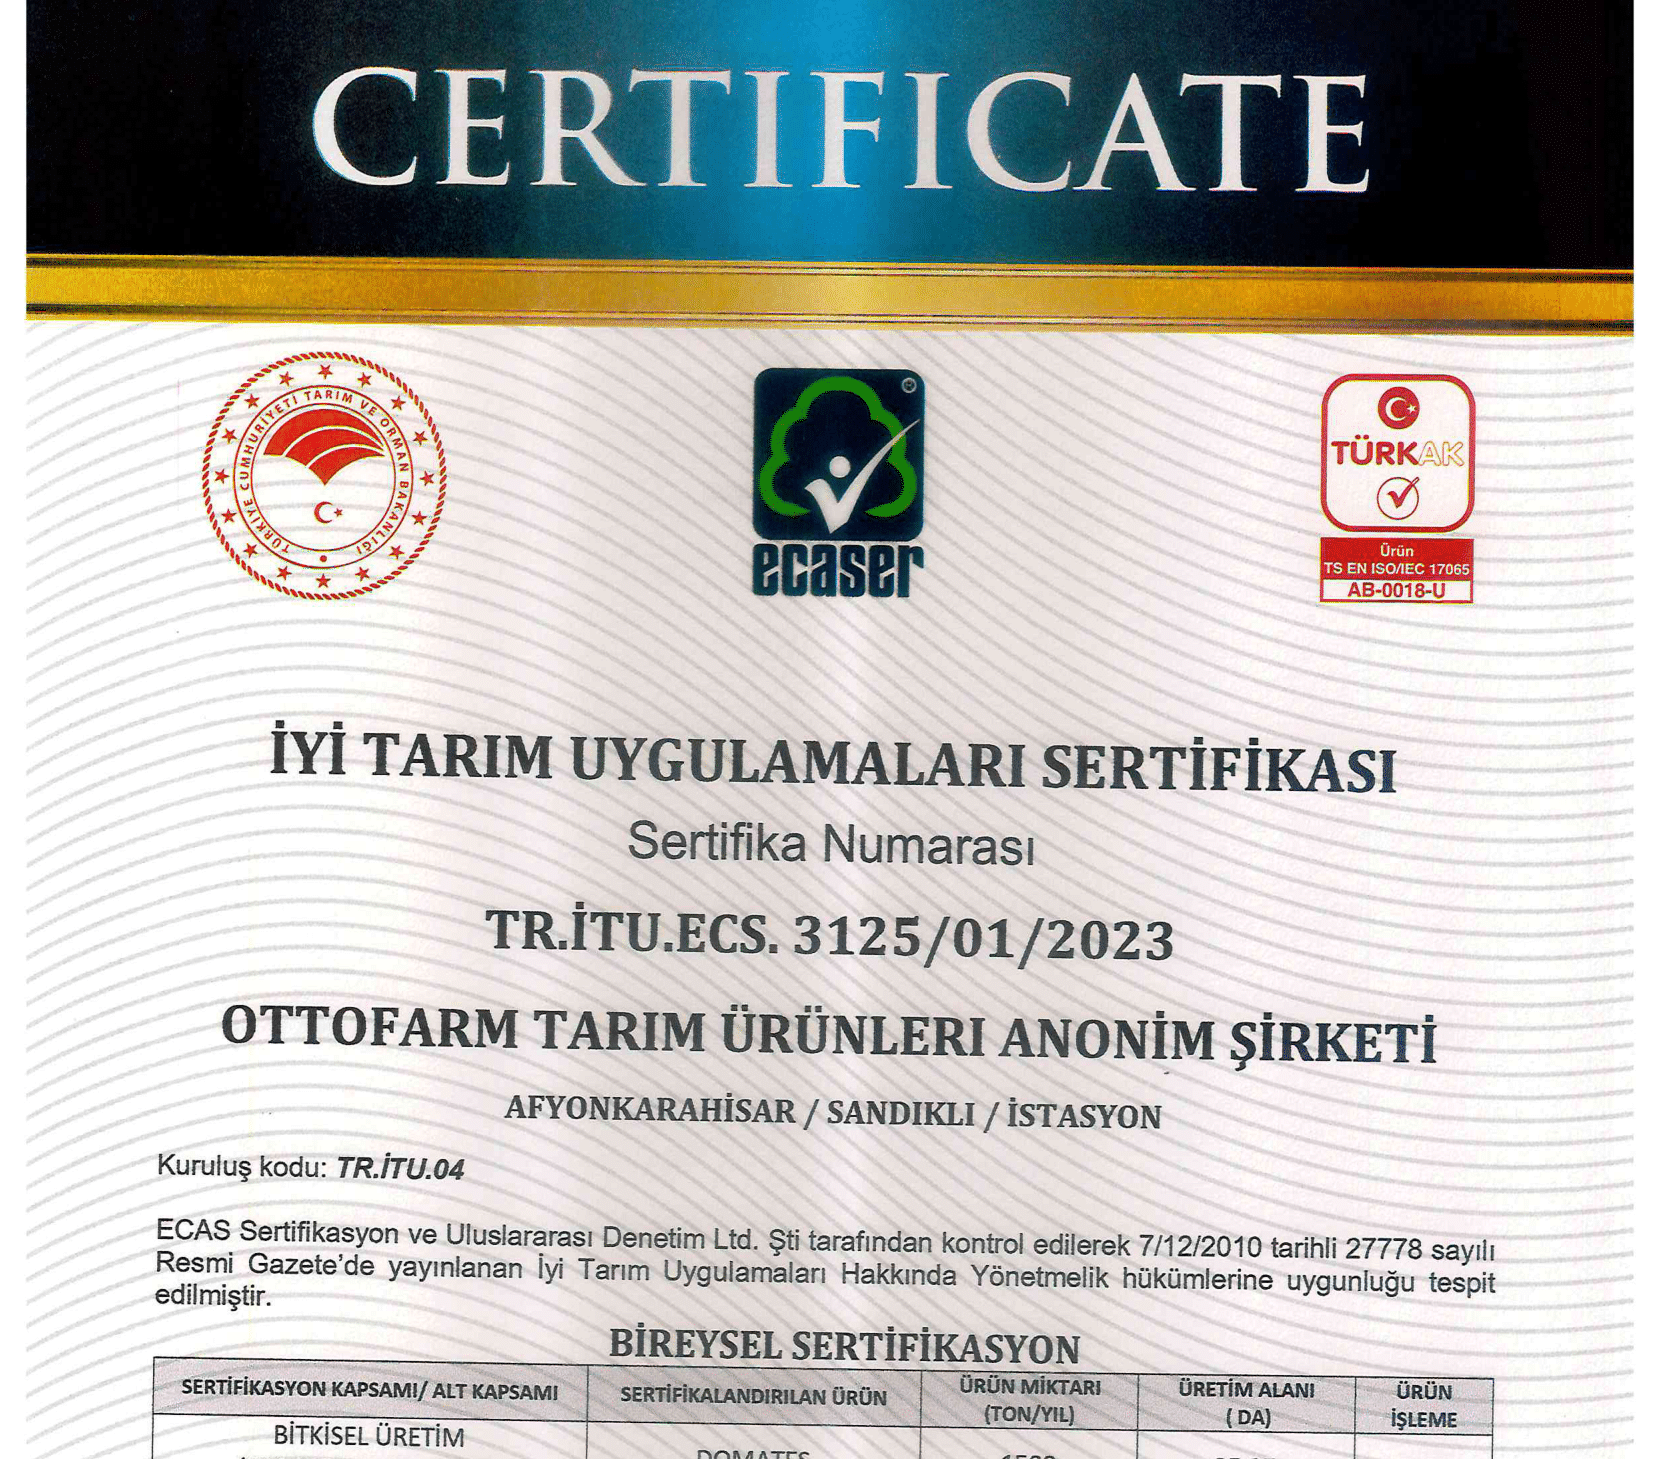 CERTIFICATE
TÜRKİYE CUMHURİYETİ TARIM VE ORMAN BAKANLIĞI
®
ecaser
TÜRKAK
Ürün
TS EN ISO/IEC 17065
AB-0018-U
İYİ TARIM UYGULAMALARI SERTİFİKASI
Sertifika Numarası
TR.İTU.ECS. 3125/01/2023
OTTOFARM TARIM ÜRÜNLERI ANONİM ŞİRKETİ
AFYONKARAHİSAR / SANDIKLI / İSTASYON
Kuruluş kodu: TR.İTU.04
ECAS Sertifikasyon ve Uluslararası Denetim Ltd. Şti tarafından kontrol edilerek 7/12/2010 tarihli 27778 sayılı
Resmi Gazete’de yayınlanan İyi Tarım Uygulamaları Hakkında Yönetmelik hükümlerine uygunluğu tespit
edilmiştir.
BİREYSEL SERTİFİKASYON
SERTİFİKASYON KAPSAMI/ ALT KAPSAMI
SERTİFİKALANDIRILAN ÜRÜN
ÜRÜN MİKTARI
(TON/YIL)
ÜRETİM ALANI
( DA)
ÜRÜN
İŞLEME
BİTKİSEL ÜRETİM
DOMATES